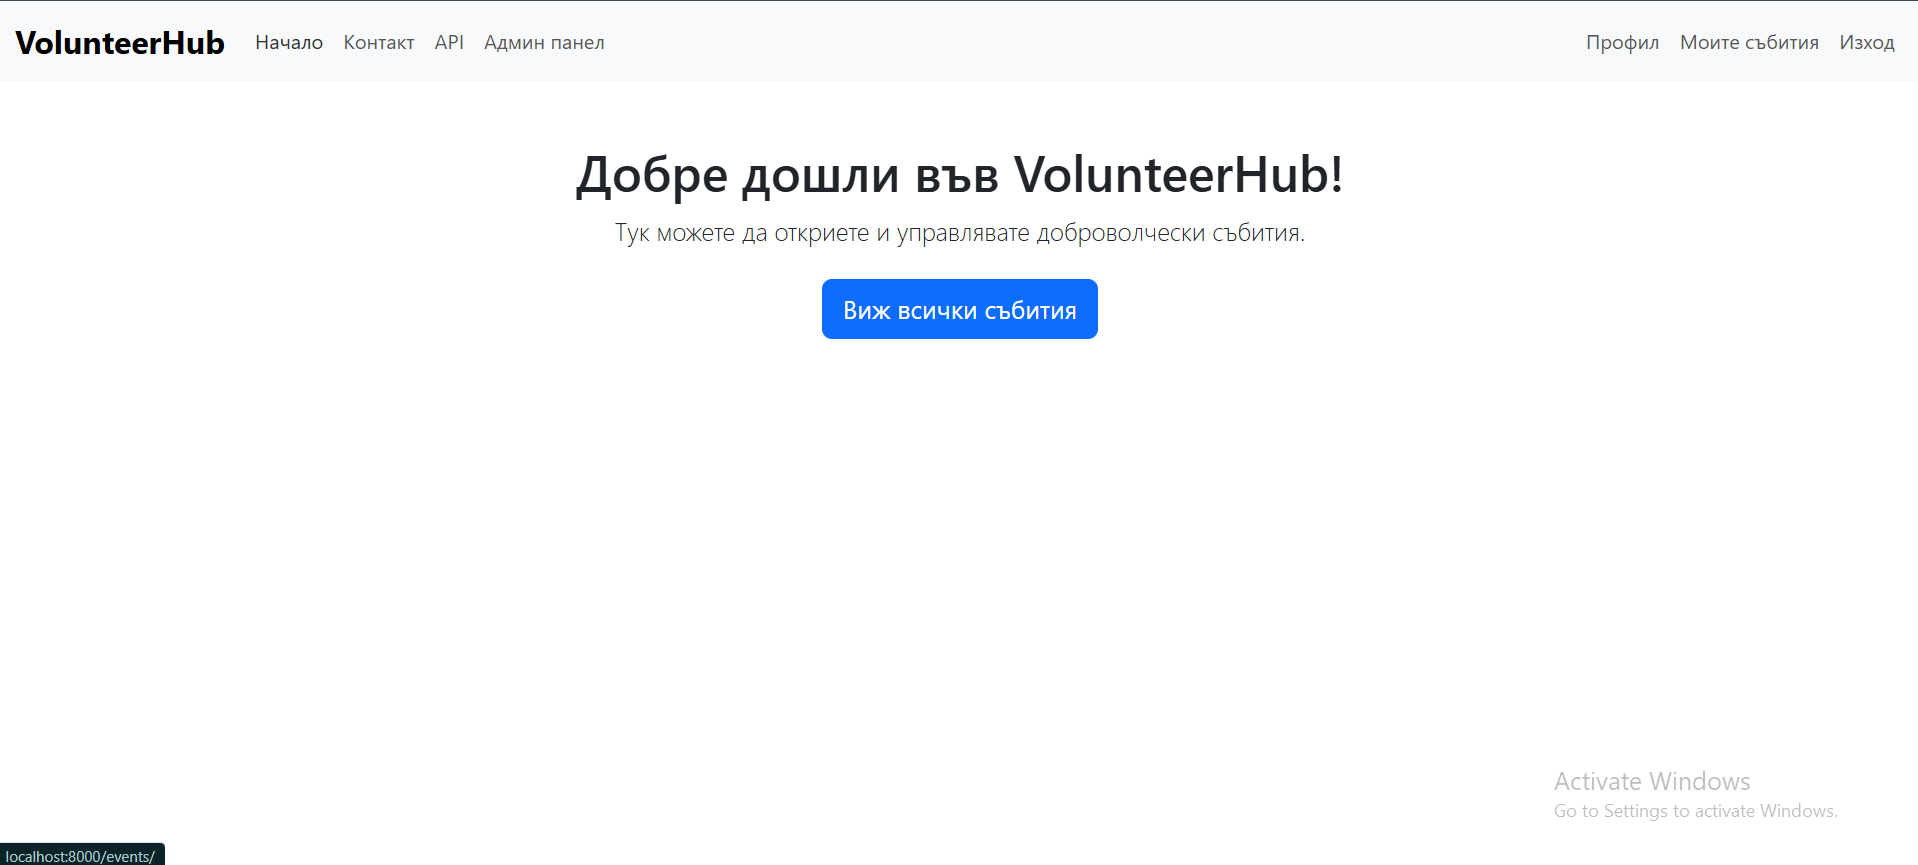 VolunteerHub Начало Контакт API Админ панел Профил Моите събития Изход
Добре дошли във VolunteerHub!
Тук можете да откриете и управлявате доброволчески събития.
Виж всички събития
Activate Windows
Go to Settings to activate Windows.
localhost:8000/events/